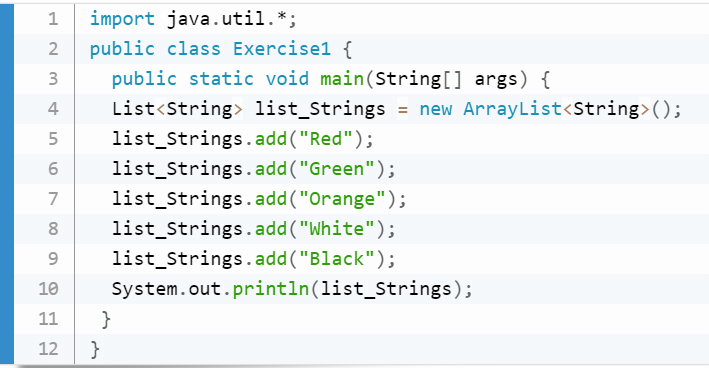 1 import java.util.*;
2 public class Exercise1 {
3 public static void main(String[] args) {
4 List<String> list_Strings = new ArrayList<String>();
5 list_Strings.add("Red");
6 list_Strings.add("Green");
7 list_Strings.add("Orange");
8 list_Strings.add("White");
9 list_Strings.add("Black");
10 System.out.println(list_Strings);
11 }
12 }